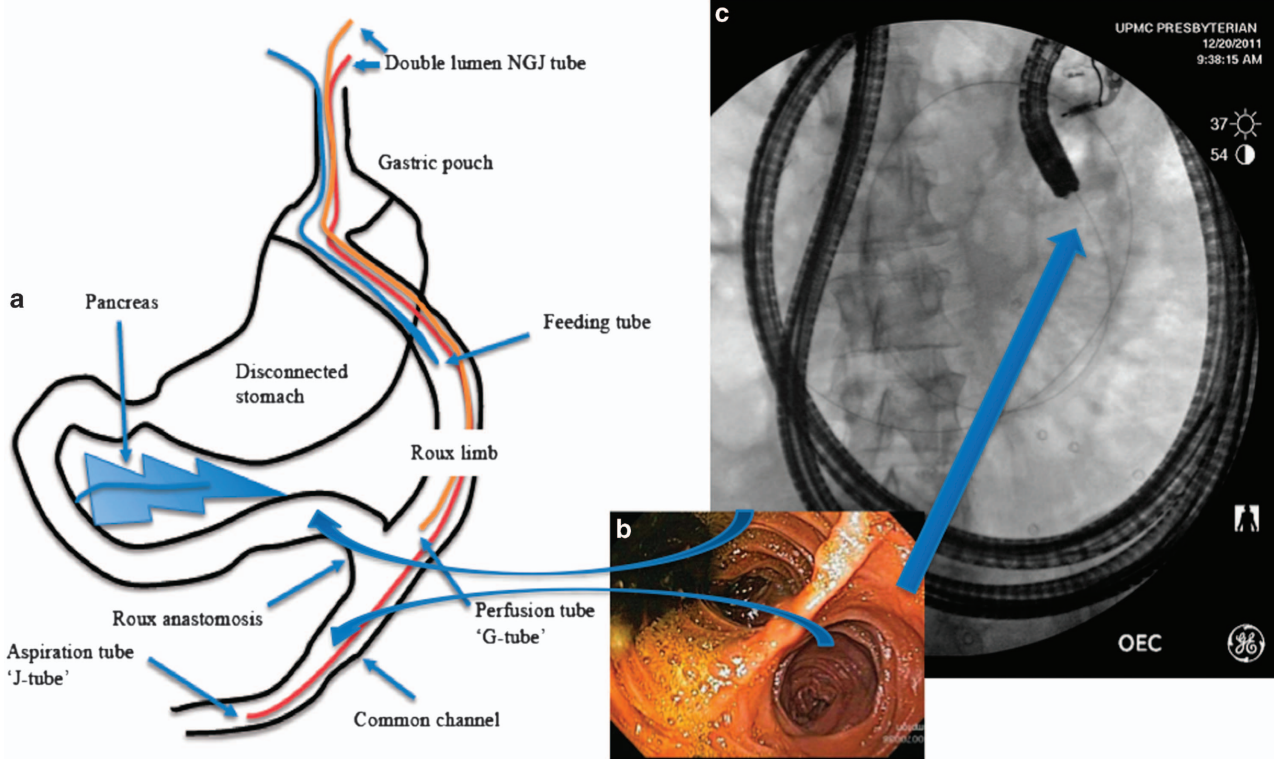 a
Double lumen NGJ tube
Gastric pouch
Pancreas
Feeding tube
Disconnected
stomach
Roux limb
Roux anastomosis
Perfusion tube
'G-tube'
Aspiration tube
'J-tube'
Common channel
b
c
UPMC PRESBYTERIAN
12/20/2011
9:38:15 AM
37
54
OEC
GE